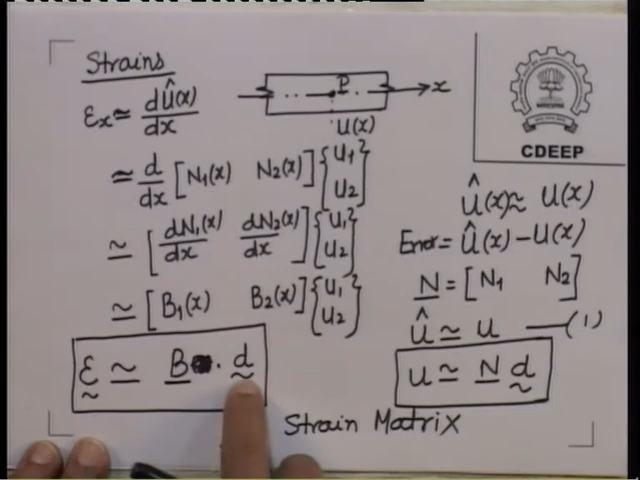 Strains
εx ≃ dû(x)/dx
P
x
u(x)
≃ d/dx [N1(x) N2(x)] {u1 u2}
≃ [dN1(x)/dx dN2(x)/dx] {u1 u2}
≃ [B1(x) B2(x)] {u1 u2}
ε ≃ B · d
CDEEP
û(x) ≈ u(x)
Error = û(x) - u(x)
N = [N1 N2]
û ≃ u —(1)
u ≃ N d
Strain Matrix